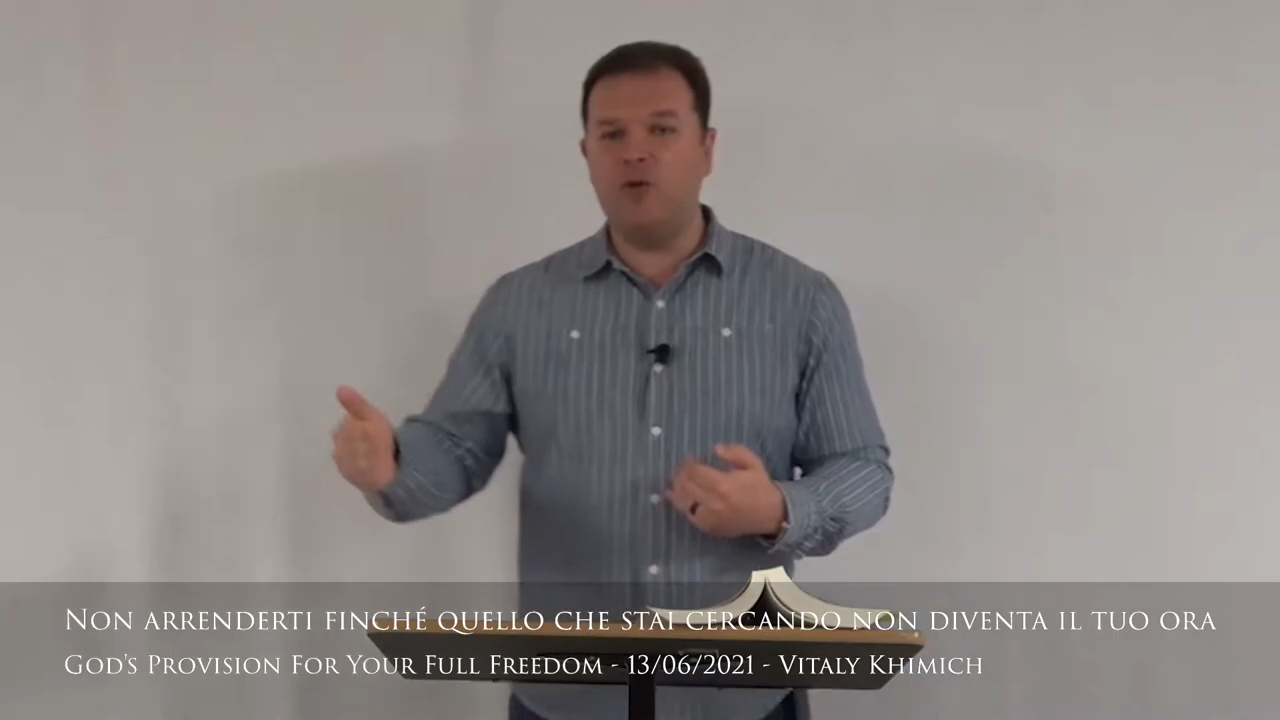 Non arrenderti finché quello che stai cercando non diventa il tuo ora
God's Provision For Your Full Freedom - 13/06/2021 - Vitaly Khimich